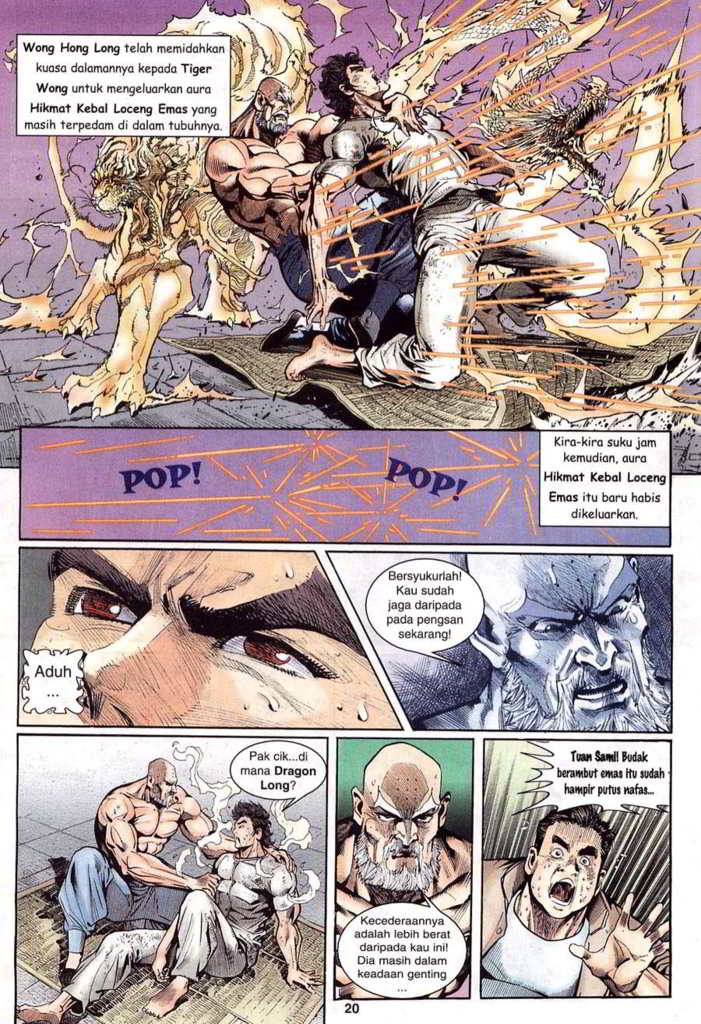 Wong Hong Long telah memidahkan
kuasa dalamannya kepada Tiger
Wong untuk mengeluarkan aura
Hikmat Kebal Loceng Emas yang
masih terpedam di dalam tubuhnya.
POP!
POP!
Kira-kira suku jam
kemudian, aura
Hikmat Kebal Loceng
Emas itu baru habis
dikeluarkan.
Aduh
...
Bersyukurlah!
Kau sudah
jaga daripada
pada pengsan
sekarang!
Pak cik...di
mana Dragon
Long?
Kecederaannya
adalah lebih berat
daripada kau ini!
Dia masih dalam
keadaan genting
...
Tuan Sami! Budak
berambut emas itu sudah
hampir putus nafas...
20